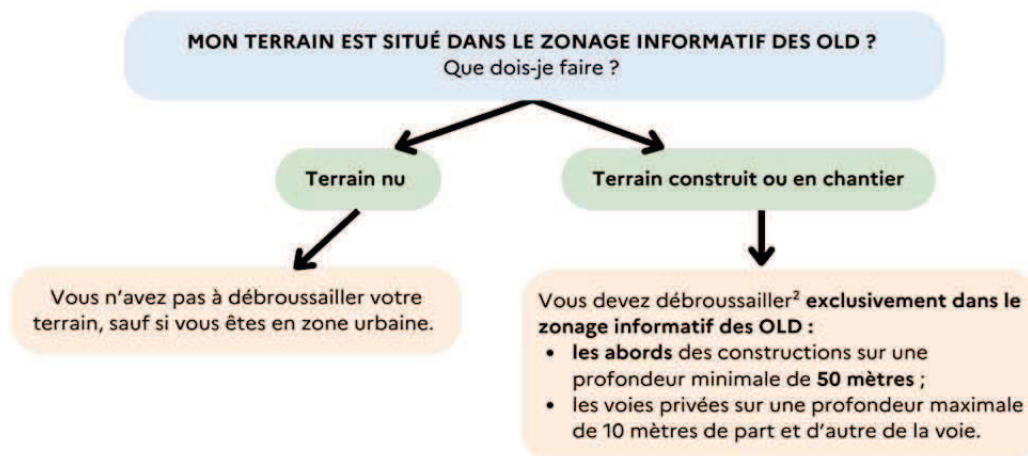 MON TERRAIN EST SITUÉ DANS LE ZONAGE INFORMATIF DES OLD ?
Que dois-je faire ?
Terrain nu
Terrain construit ou en chantier
Vous n'avez pas à débroussailler votre
terrain, sauf si vous êtes en zone urbaine.
Vous devez débroussailler² exclusivement dans le
zonage informatif des OLD :
• les abords des constructions sur une
profondeur minimale de 50 mètres ;
• les voies privées sur une profondeur maximale
de 10 mètres de part et d'autre de la voie.